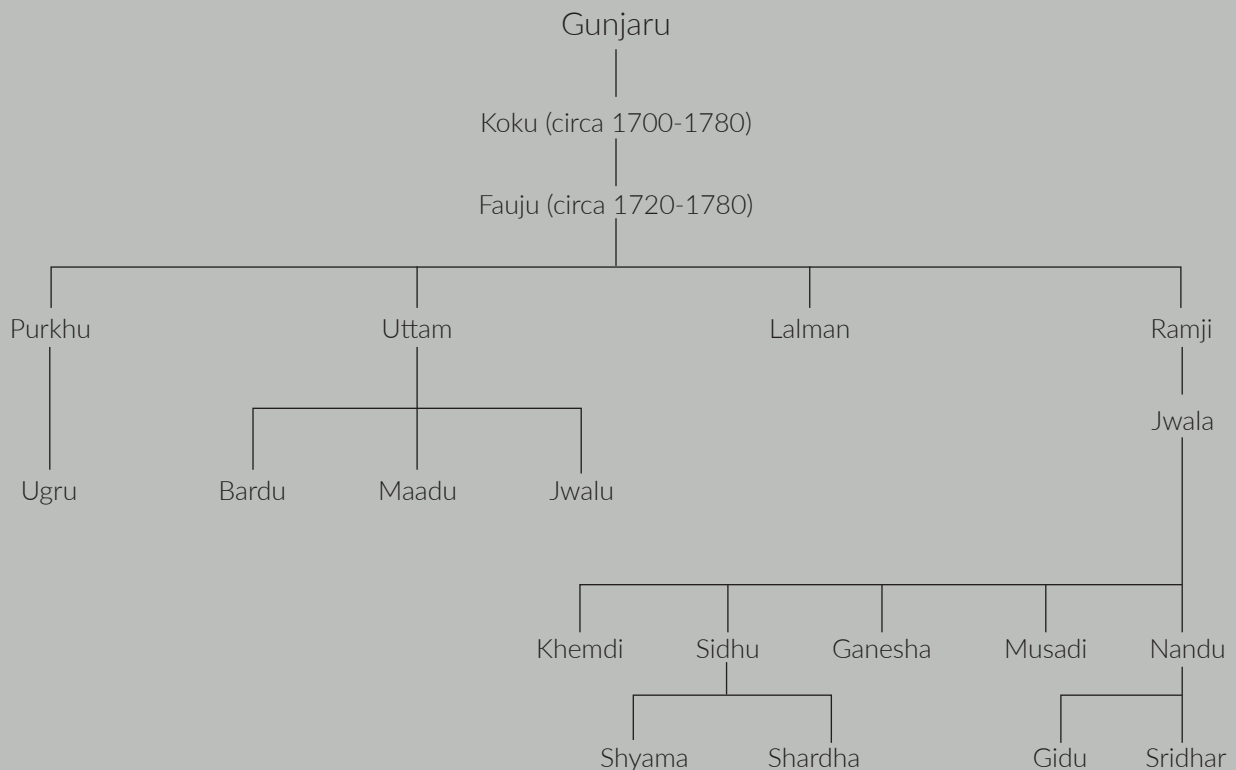 Gunjaru
Koku (circa 1700-1780)
Fauju (circa 1720-1780)
Purkhu Uttam Lalman Ramji
Jwala
Ugru Bardu Maadu Jwalu
Khemdi Sidhu Ganesha Musadi Nandu
Shyama Shardha Gidu Sridhar